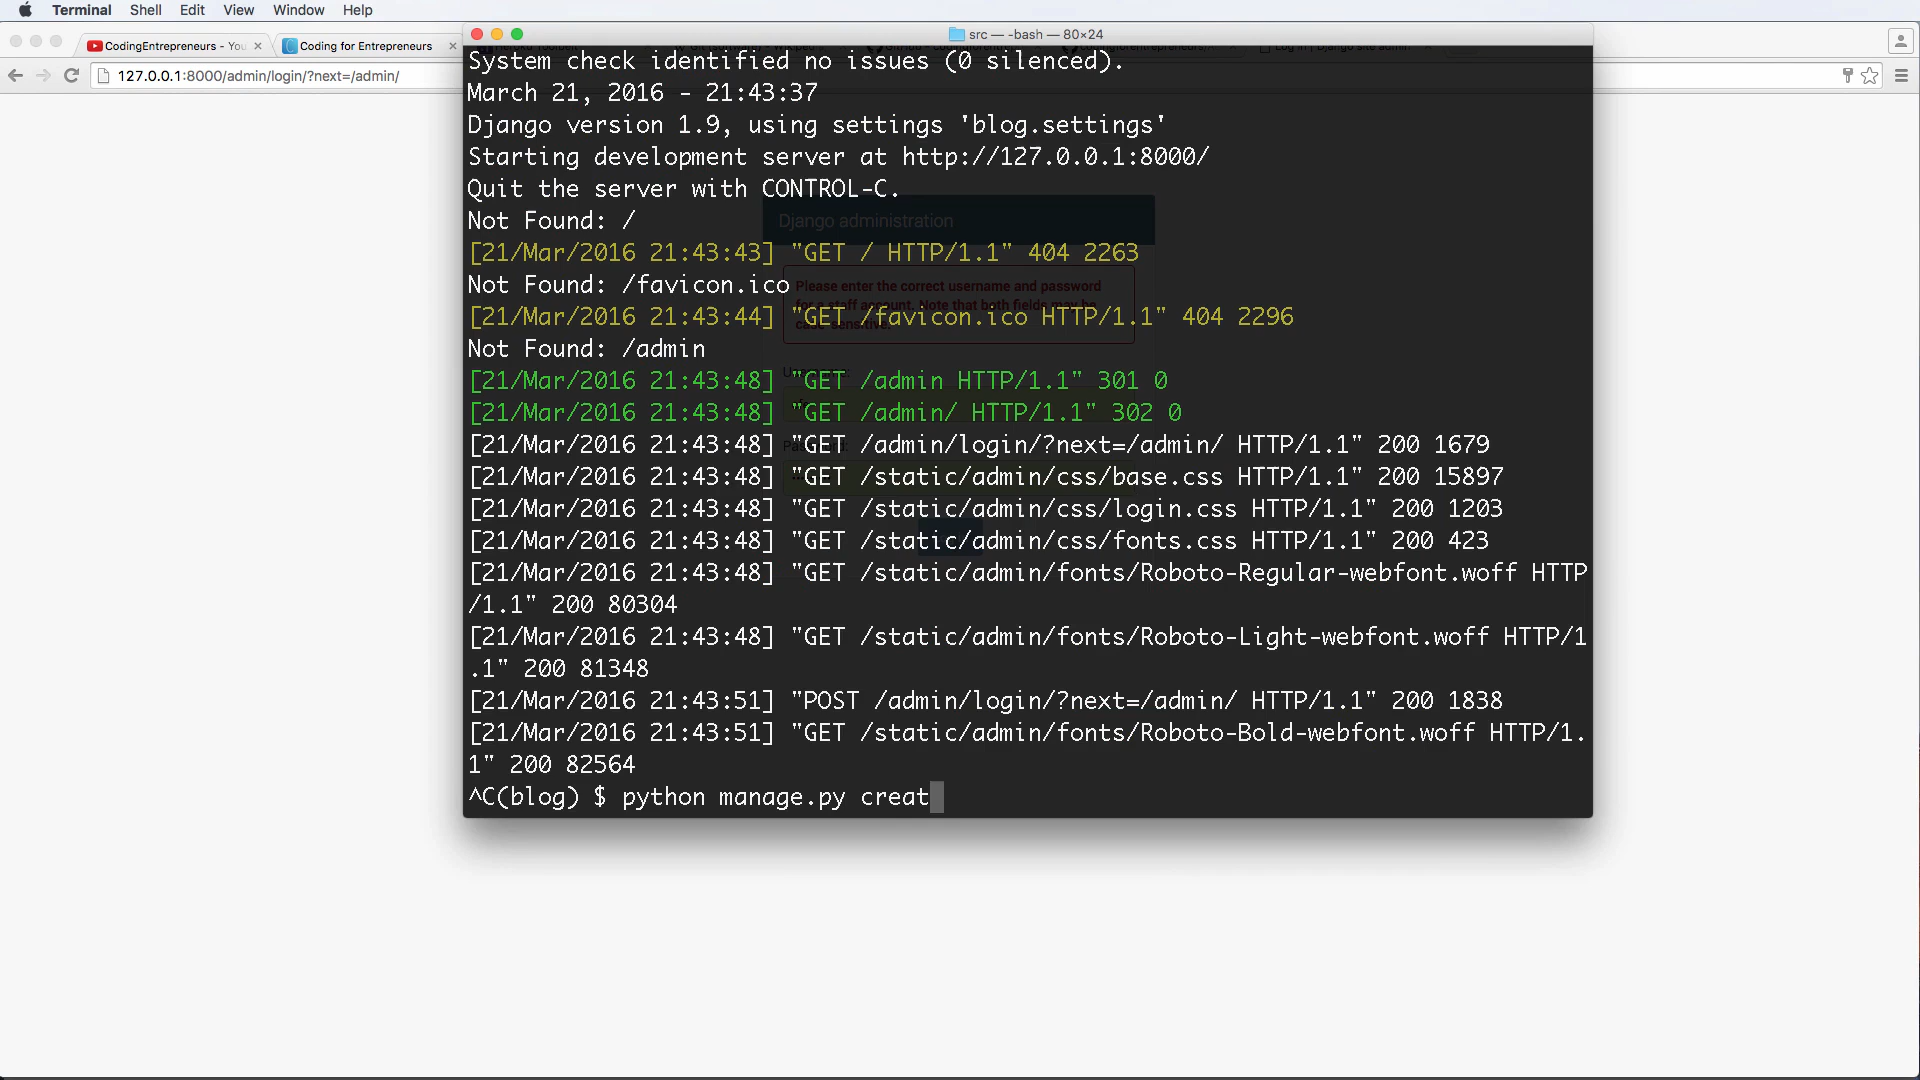 Terminal Shell Edit View Window Help
CodingEntrepreneurs - You
Coding for Entrepreneurs
127.0.0.1:8000/admin/login/?next=/admin/
src — -bash — 80×24
System check identified no issues (0 silenced).
March 21, 2016 - 21:43:37
Django version 1.9, using settings 'blog.settings'
Starting development server at http://127.0.0.1:8000/
Quit the server with CONTROL-C.
Not Found: /
Django administration
[21/Mar/2016 21:43:43] "GET / HTTP/1.1" 404 2263
Not Found: /favicon.ico
Please enter the correct username and password
for a staff account. Note that both fields may be
case-sensitive.
[21/Mar/2016 21:43:44] "GET /favicon.ico HTTP/1.1" 404 2296
Not Found: /admin
[21/Mar/2016 21:43:48] "GET /admin HTTP/1.1" 301 0
[21/Mar/2016 21:43:48] "GET /admin/ HTTP/1.1" 302 0
[21/Mar/2016 21:43:48] "GET /admin/login/?next=/admin/ HTTP/1.1" 200 1679
[21/Mar/2016 21:43:48] "GET /static/admin/css/base.css HTTP/1.1" 200 15897
[21/Mar/2016 21:43:48] "GET /static/admin/css/login.css HTTP/1.1" 200 1203
[21/Mar/2016 21:43:48] "GET /static/admin/css/fonts.css HTTP/1.1" 200 423
[21/Mar/2016 21:43:48] "GET /static/admin/fonts/Roboto-Regular-webfont.woff HTTP
/1.1" 200 80304
[21/Mar/2016 21:43:48] "GET /static/admin/fonts/Roboto-Light-webfont.woff HTTP/1
.1" 200 81348
[21/Mar/2016 21:43:51] "POST /admin/login/?next=/admin/ HTTP/1.1" 200 1838
[21/Mar/2016 21:43:51] "GET /static/admin/fonts/Roboto-Bold-webfont.woff HTTP/1.
1" 200 82564
^C(blog) $ python manage.py creat